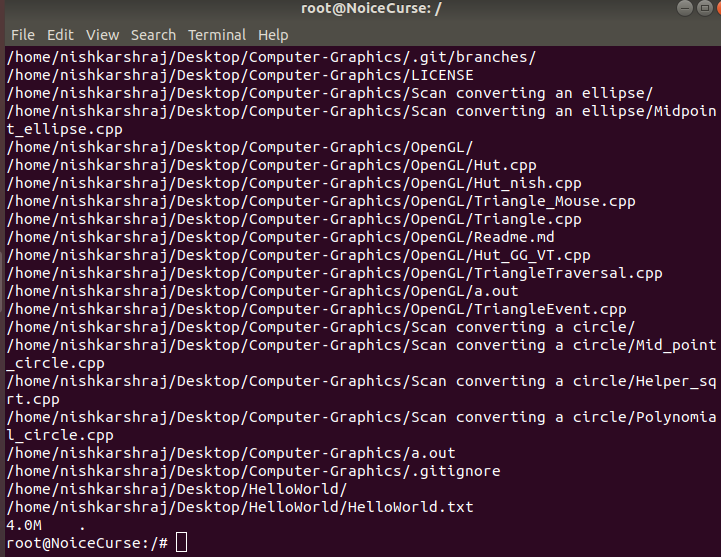 root@NoiceCurse: /
File Edit View Search Terminal Help
/home/nishkarshraj/Desktop/Computer-Graphics/.git/branches/
/home/nishkarshraj/Desktop/Computer-Graphics/LICENSE
/home/nishkarshraj/Desktop/Computer-Graphics/Scan converting an ellipse/
/home/nishkarshraj/Desktop/Computer-Graphics/Scan converting an ellipse/Midpoin
t_ellipse.cpp
/home/nishkarshraj/Desktop/Computer-Graphics/OpenGL/
/home/nishkarshraj/Desktop/Computer-Graphics/OpenGL/Hut.cpp
/home/nishkarshraj/Desktop/Computer-Graphics/OpenGL/Hut_nish.cpp
/home/nishkarshraj/Desktop/Computer-Graphics/OpenGL/Triangle_Mouse.cpp
/home/nishkarshraj/Desktop/Computer-Graphics/OpenGL/Triangle.cpp
/home/nishkarshraj/Desktop/Computer-Graphics/OpenGL/Readme.md
/home/nishkarshraj/Desktop/Computer-Graphics/OpenGL/Hut_GG_VT.cpp
/home/nishkarshraj/Desktop/Computer-Graphics/OpenGL/TriangleTraversal.cpp
/home/nishkarshraj/Desktop/Computer-Graphics/OpenGL/a.out
/home/nishkarshraj/Desktop/Computer-Graphics/OpenGL/TriangleEvent.cpp
/home/nishkarshraj/Desktop/Computer-Graphics/Scan converting a circle/
/home/nishkarshraj/Desktop/Computer-Graphics/Scan converting a circle/Mid_point
_circle.cpp
/home/nishkarshraj/Desktop/Computer-Graphics/Scan converting a circle/Helper_sq
rt.cpp
/home/nishkarshraj/Desktop/Computer-Graphics/Scan converting a circle/Polynomia
l_circle.cpp
/home/nishkarshraj/Desktop/Computer-Graphics/a.out
/home/nishkarshraj/Desktop/Computer-Graphics/.gitignore
/home/nishkarshraj/Desktop/HelloWorld/
/home/nishkarshraj/Desktop/HelloWorld/HelloWorld.txt
4.0M    .
root@NoiceCurse:/#